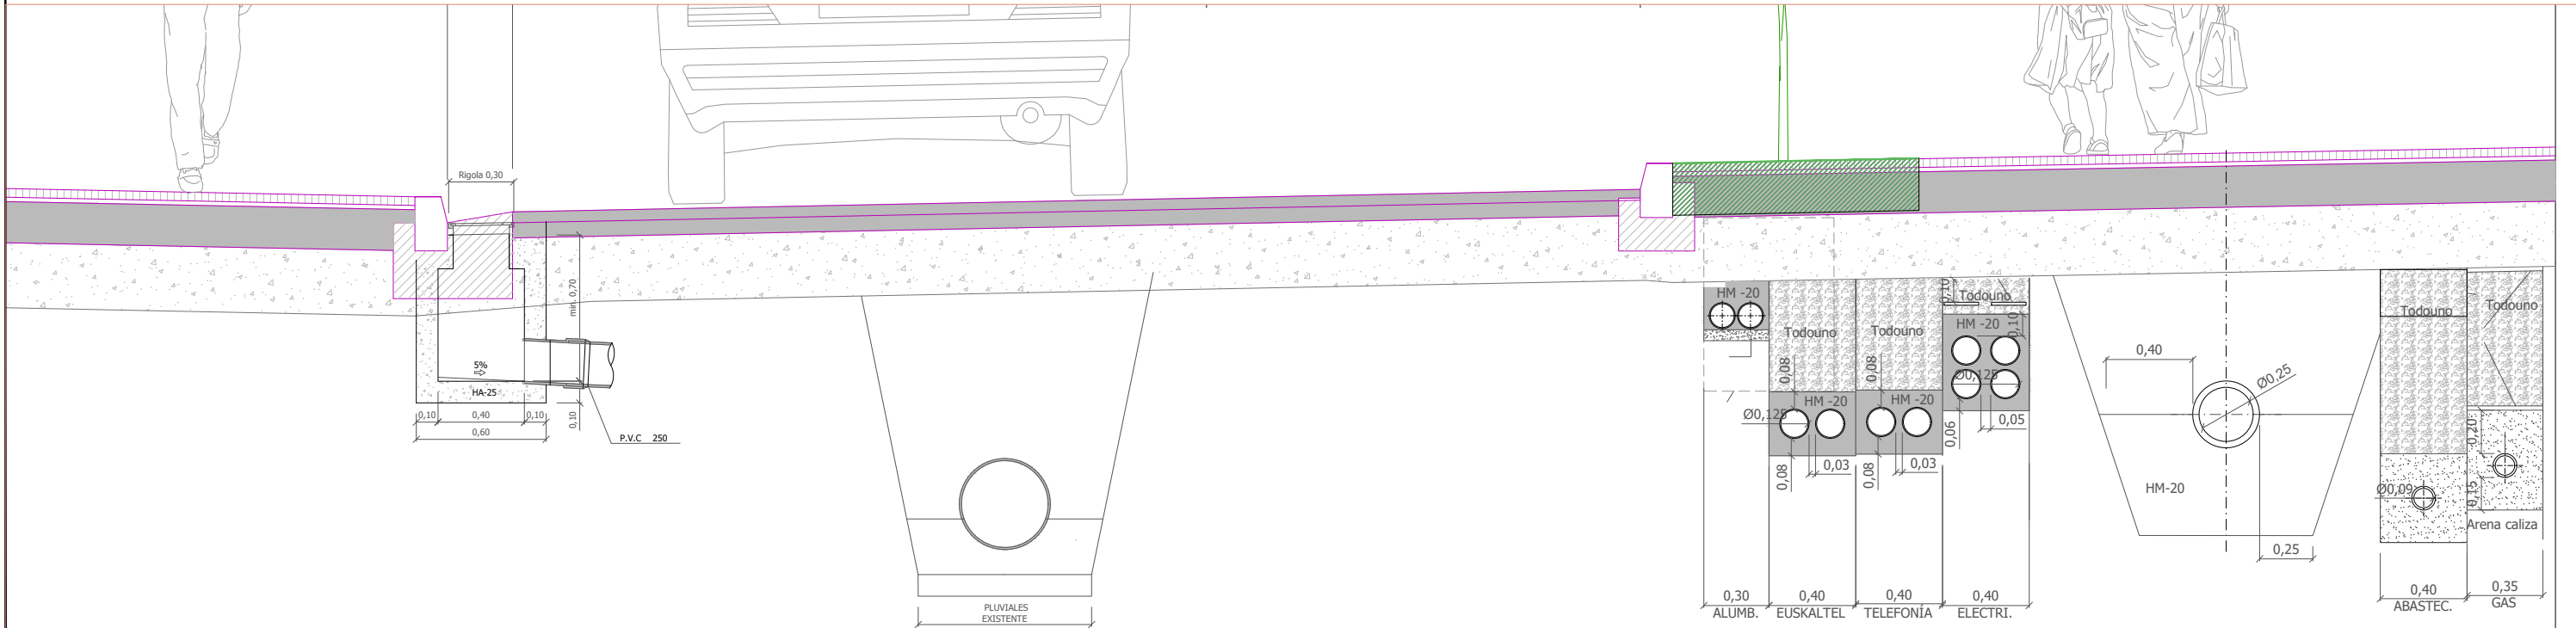 Rigola 0,30
min. 0,70
5%
HA-25
0,10
0,40
0,10
0,10
0,60
P.V.C 250
PLUVIALES
EXISTENTE
HM -20
Todouno
0,08
HM -20
Ø0,125
0,08
0,03
Todouno
0,08
HM -20
0,08
0,03
0,10
Todouno
HM -20
0,10
Ø0,125
0,06
0,05
0,30
ALUMB.
0,40
EUSKALTEL
0,40
TELEFONÍA
0,40
ELECTRI.
0,40
Ø0,25
HM-20
0,25
Todouno
Ø0,09
Todouno
0,20
0,15
Arena caliza
0,40
ABASTEC.
0,35
GAS